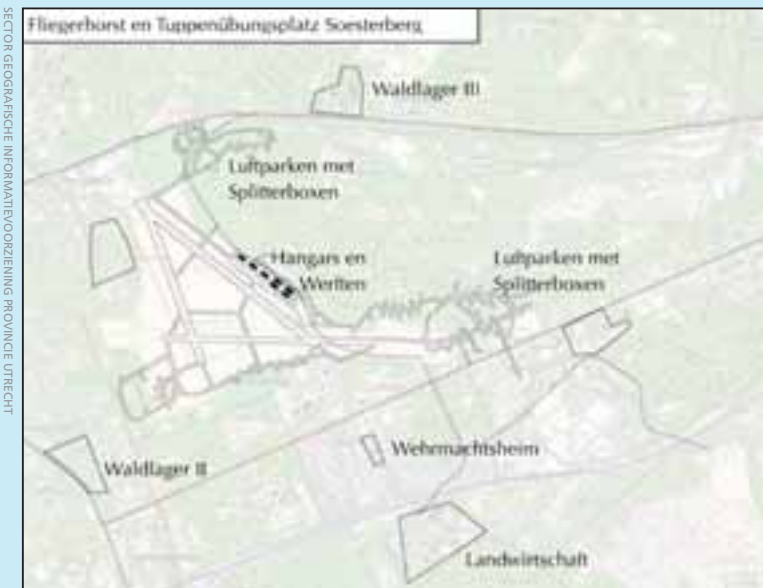 Fliegerhorst en Tuppenübungsplatz Soesterberg
Waldlager III
Luftparken met
Splitterboxen
Hangars en
Werften
Luftparken met
Splitterboxen
Wehrmachtsheim
Waldlager II
Landwirtschaft
SECTOR GEOGRAFISCHE INFORMATIEVOORZIENING PROVINCIE UTRECHT